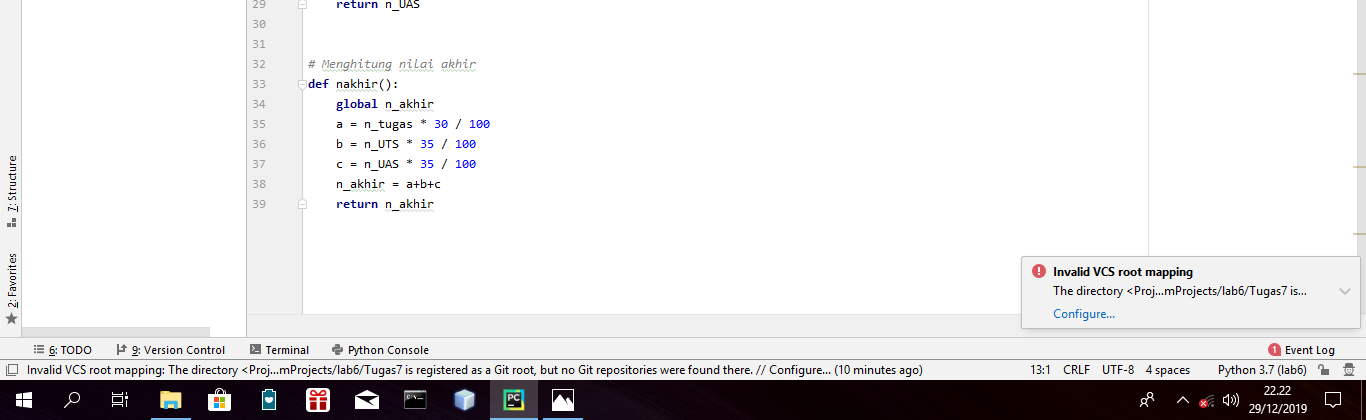 29 return n_UAS
30
31
32 # Menghitung nilai akhir
33 def nakhir():
34 global n_akhir
35 a = n_tugas * 30 / 100
36 b = n_UTS * 35 / 100
37 c = n_UAS * 35 / 100
38 n_akhir = a+b+c
39 return n_akhir
7: Structure
2: Favorites
Invalid VCS root mapping
The directory <Proj...mProjects/lab6/Tugas7 is...
Configure...
6: TODO 9: Version Control Terminal Python Console 1 Event Log
Invalid VCS root mapping: The directory <Proj...mProjects/lab6/Tugas7 is registered as a Git root, but no Git repositories were found there. // Configure... (10 minutes ago) 13:1 CRLF UTF-8 4 spaces Python 3.7 (lab6)
PC
22.22
29/12/2019